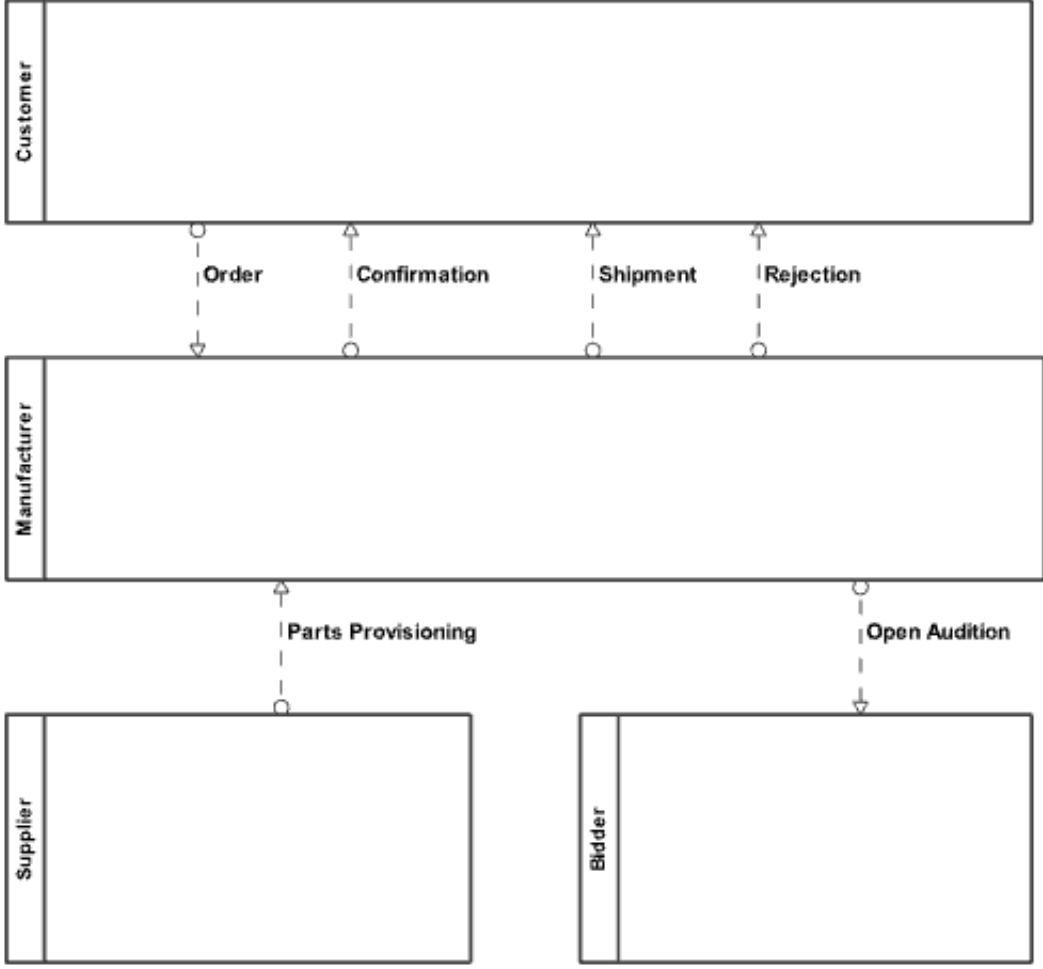 Customer
Order
Confirmation
Shipment
Rejection
Manufacturer
Parts Provisioning
Open Audition
Supplier
Bidder